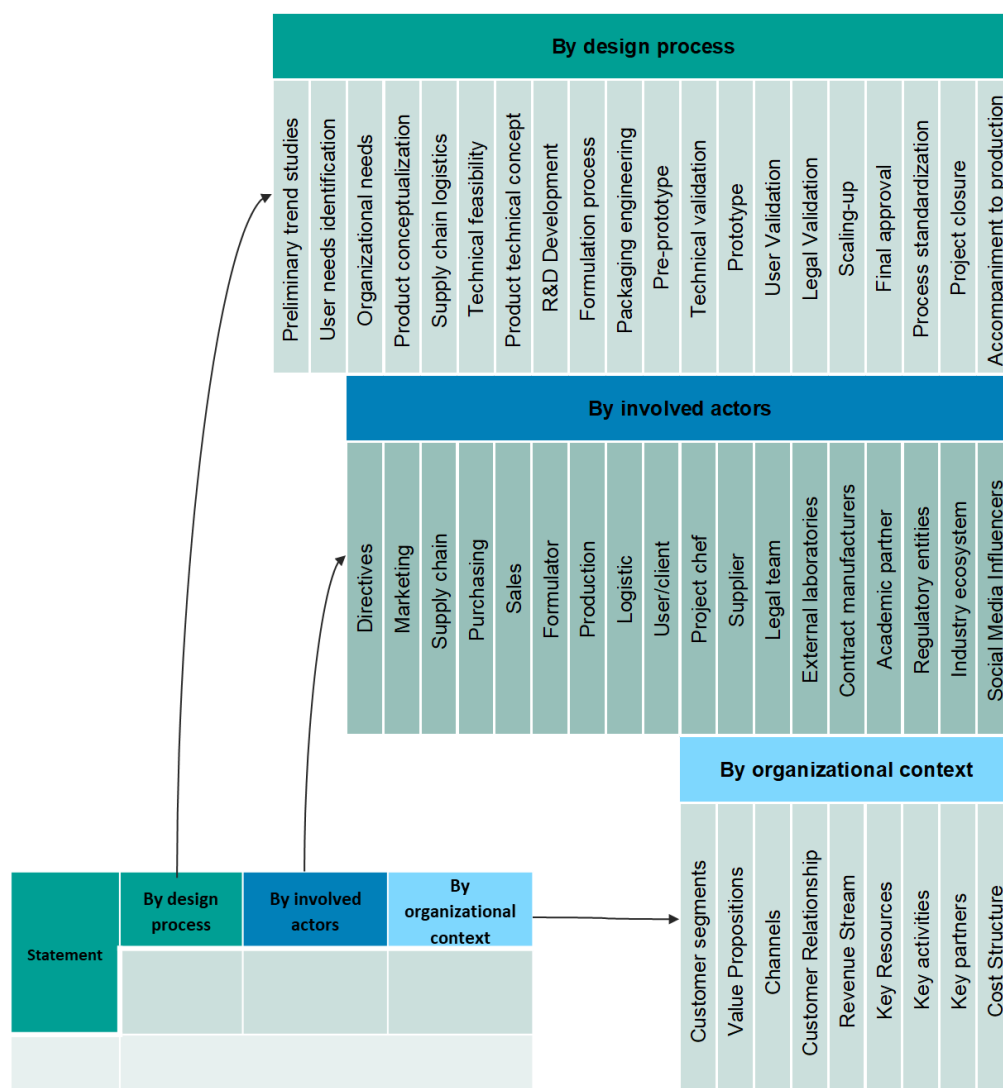 By design process
Preliminary trend studies
User needs identification
Organizational needs
Product conceptualization
Supply chain logistics
Technical feasibility
Product technical concept
R&D Development
Formulation process
Packaging engineering
Pre-prototype
Technical validation
Prototype
User Validation
Legal Validation
Scaling-up
Final approval
Process standardization
Project closure
Accompaniment to production
By involved actors
Directives
Marketing
Supply chain
Purchasing
Sales
Formulator
Production
Logistic
User/client
Project chef
Supplier
Legal team
External laboratories
Contract manufacturers
Academic partner
Regulatory entities
Industry ecosystem
Social Media Influencers
By organizational context
Customer segments
Value Propositions
Channels
Customer Relationship
Revenue Stream
Key Resources
Key activities
Key partners
Cost Structure
Statement
By design
process
By involved
actors
By
organizational
context